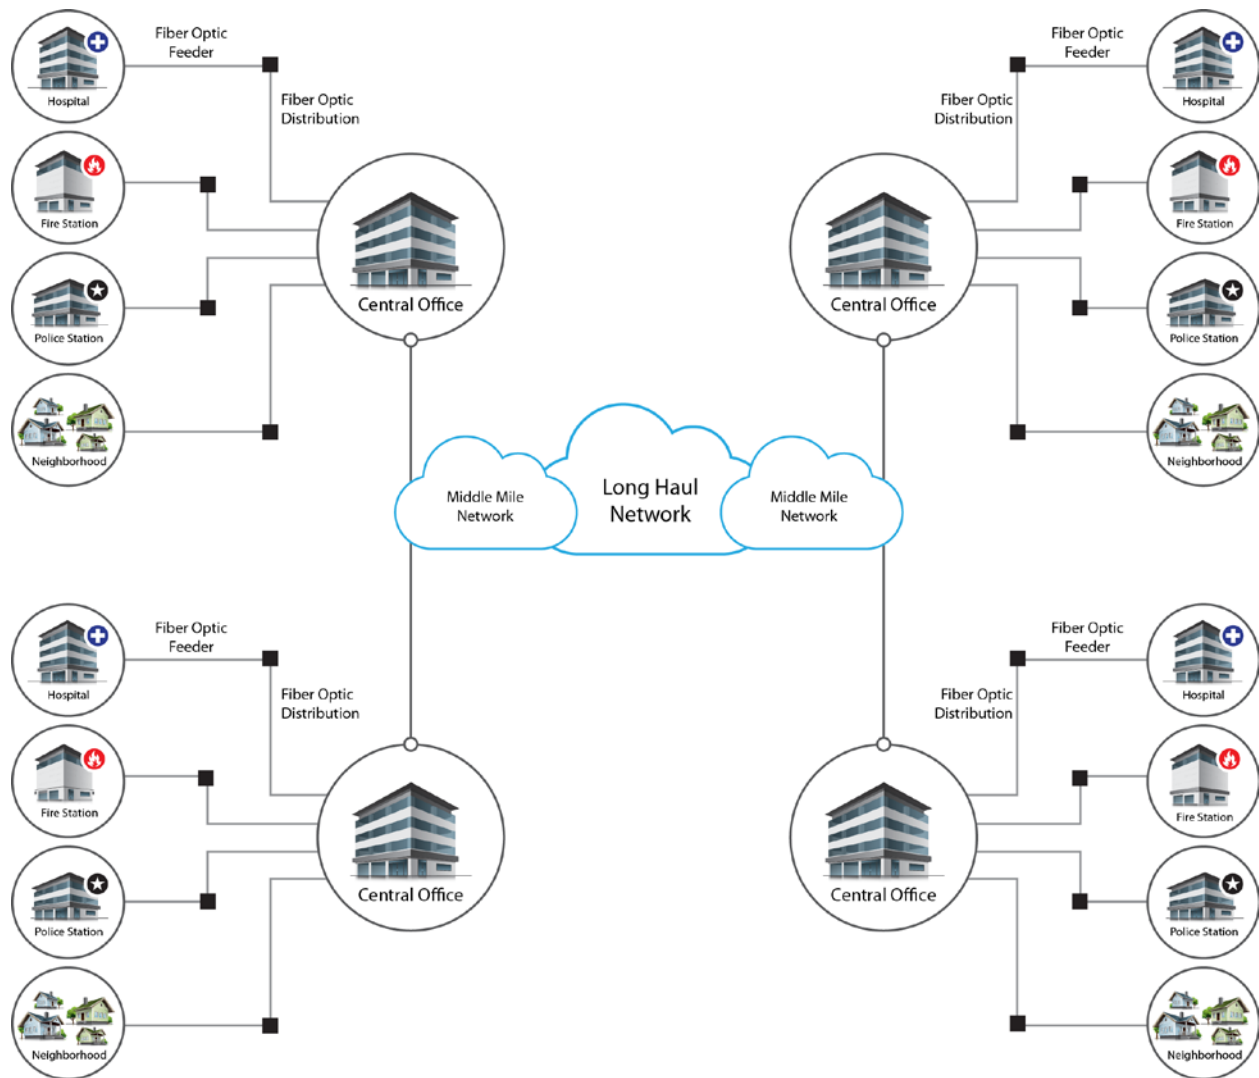 Fiber Optic
Feeder
Hospital
Fiber Optic
Distribution
Fire Station
Police Station
Neighborhood
Central Office
Fiber Optic
Feeder
Hospital
Fiber Optic
Distribution
Fire Station
Police Station
Neighborhood
Central Office
Middle Mile
Network
Long Haul
Network
Middle Mile
Network
Fiber Optic
Feeder
Hospital
Fiber Optic
Distribution
Fire Station
Police Station
Neighborhood
Central Office
Fiber Optic
Feeder
Hospital
Fiber Optic
Distribution
Fire Station
Police Station
Neighborhood
Central Office